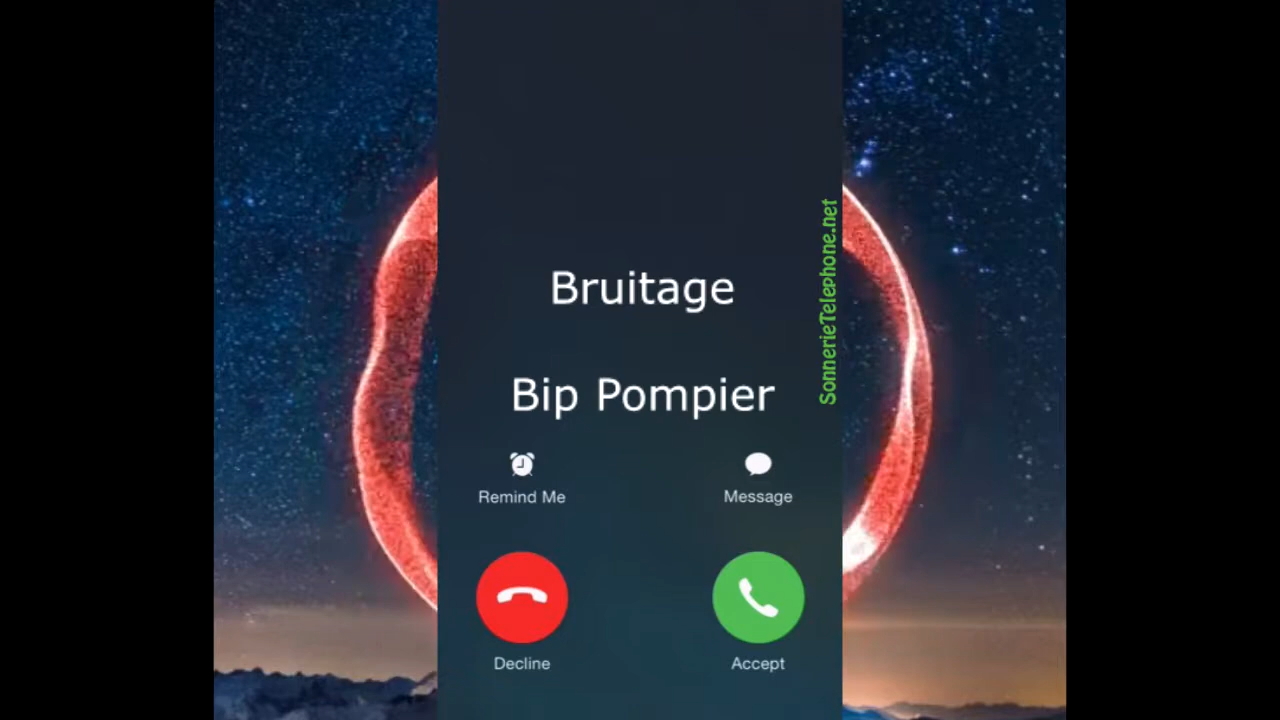 SonnerieTelephone.net
Bruitage
Bip Pompier
Remind Me
Message
Decline
Accept